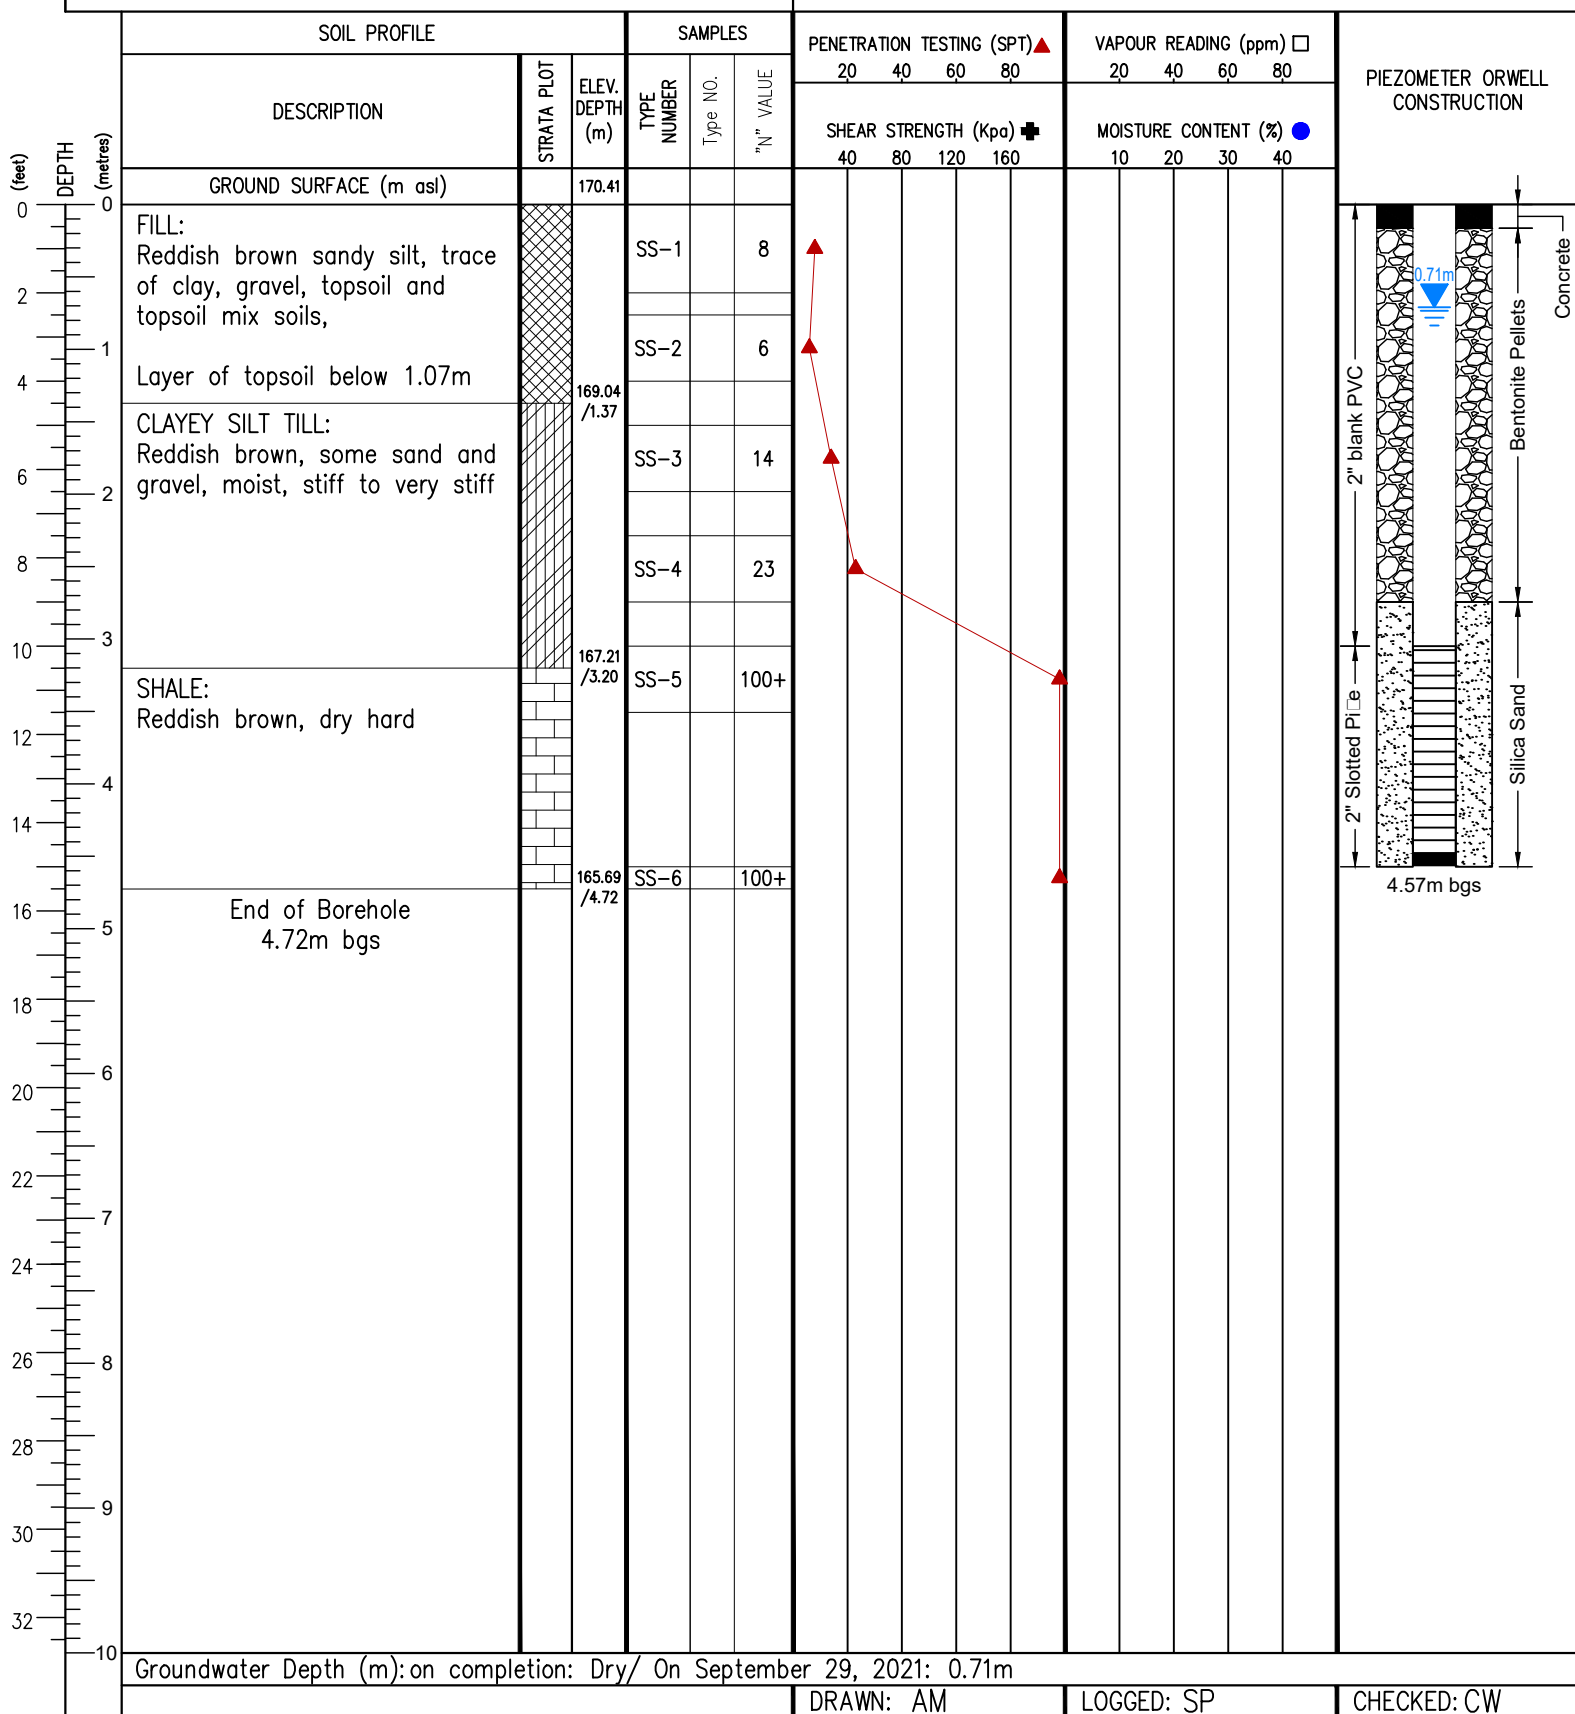 SOIL PROFILE
SAMPLES
PENETRATION TESTING (SPT)
20 40 60 80
SHEAR STRENGTH (Kpa)
40 80 120 160
VAPOUR READING (ppm)
20 40 60 80
MOISTURE CONTENT (%)
10 20 30 40
PIEZOMETER ORWELL
CONSTRUCTION
DESCRIPTION
STRATA PLOT
ELEV.
DEPTH
(m)
TYPE
NUMBER
Type NO.
"N" VALUE
(feet)
DEPTH
(metres)
GROUND SURFACE (m asl)
170.41
0
2
4
6
8
10
12
14
16
18
20
22
24
26
28
30
32
0
1
2
3
4
5
6
7
8
9
10
FILL:
Reddish brown sandy silt, trace
of clay, gravel, topsoil and
topsoil mix soils,
Layer of topsoil below 1.07m
169.04
/1.37
CLAYEY SILT TILL:
Reddish brown, some sand and
gravel, moist, stiff to very stiff
167.21
/3.20
SHALE:
Reddish brown, dry hard
165.69
/4.72
End of Borehole
4.72m bgs
SS-1 8
SS-2 6
SS-3 14
SS-4 23
SS-5 100+
SS-6 100+
0.71m
2" blank PVC
2" Slotted Pi□e
Concrete
Bentonite Pellets
Silica Sand
4.57m bgs
Groundwater Depth (m): on completion: Dry/ On September 29, 2021: 0.71m
DRAWN: AM
LOGGED: SP
CHECKED: CW